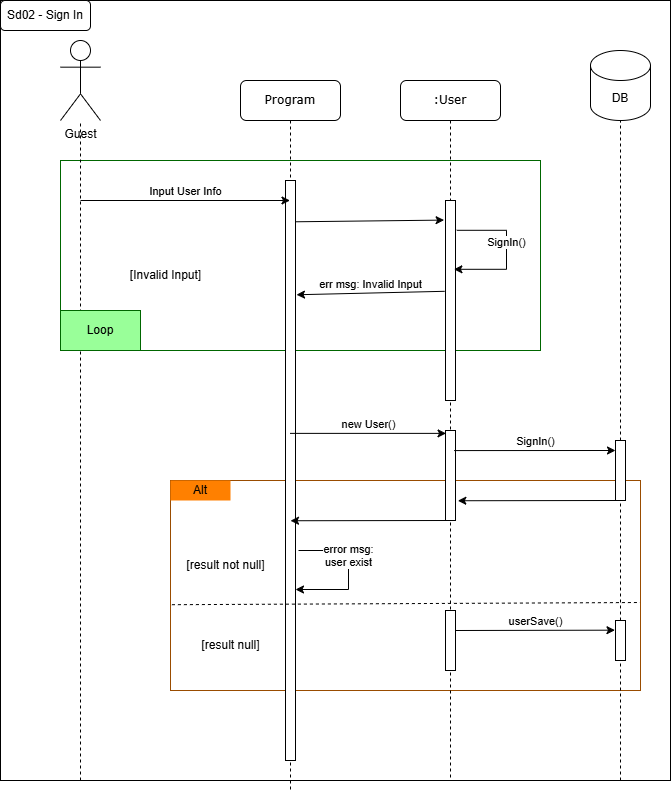 Sd02 - Sign In
Guest
Program
:User
DB
Input User Info
SignIn()
[Invalid Input]
err msg: Invalid Input
Loop
new User()
SignIn()
Alt
error msg:
user exist
[result not null]
userSave()
[result null]